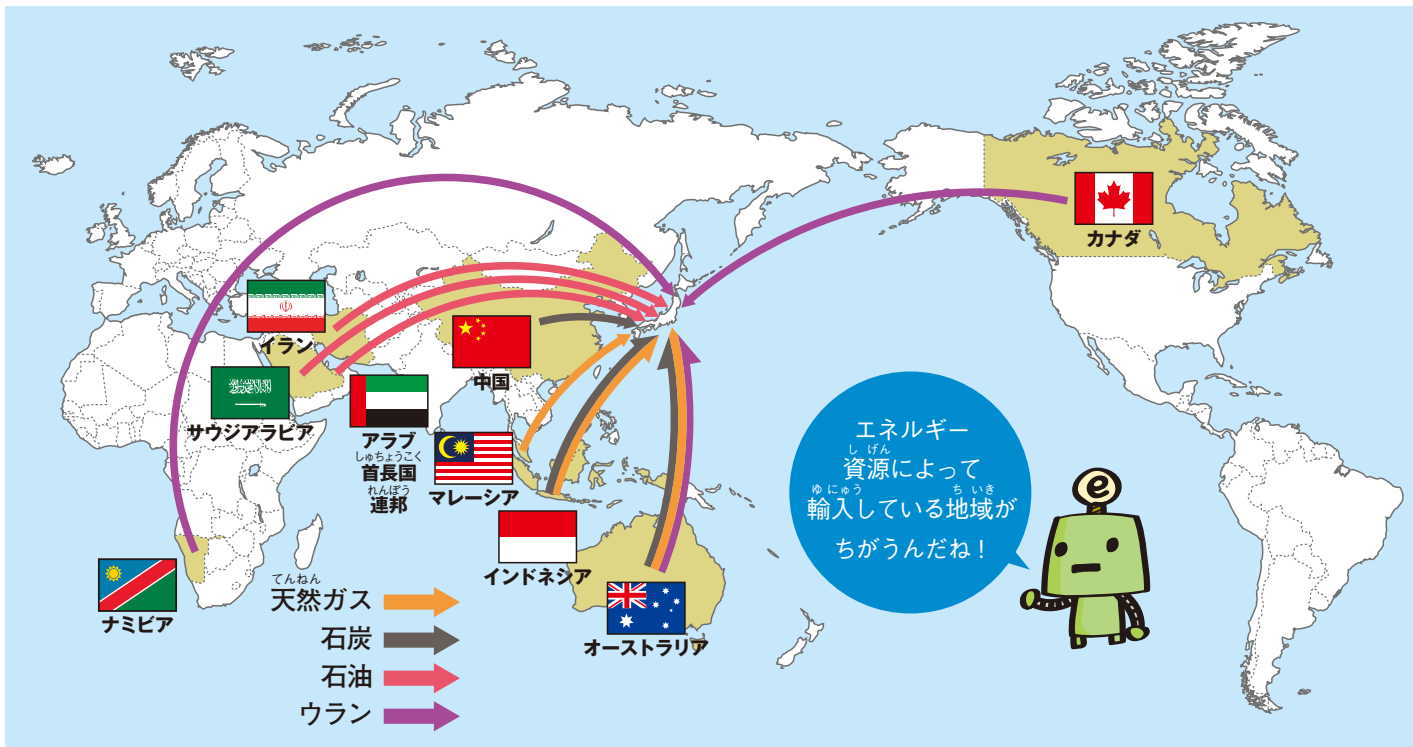 カナダ
イラン
中国
サウジアラビア
アラブ
しゅちょうこく
首長国
れんぽう
連邦
マレーシア
インドネシア
オーストラリア
ナミビア
てんねん
天然ガス
石炭
石油
ウラン
エネルギー
し げん
資源によって
ゆ にゅう ち いき
輸入している地域が
ちがうんだね！
e